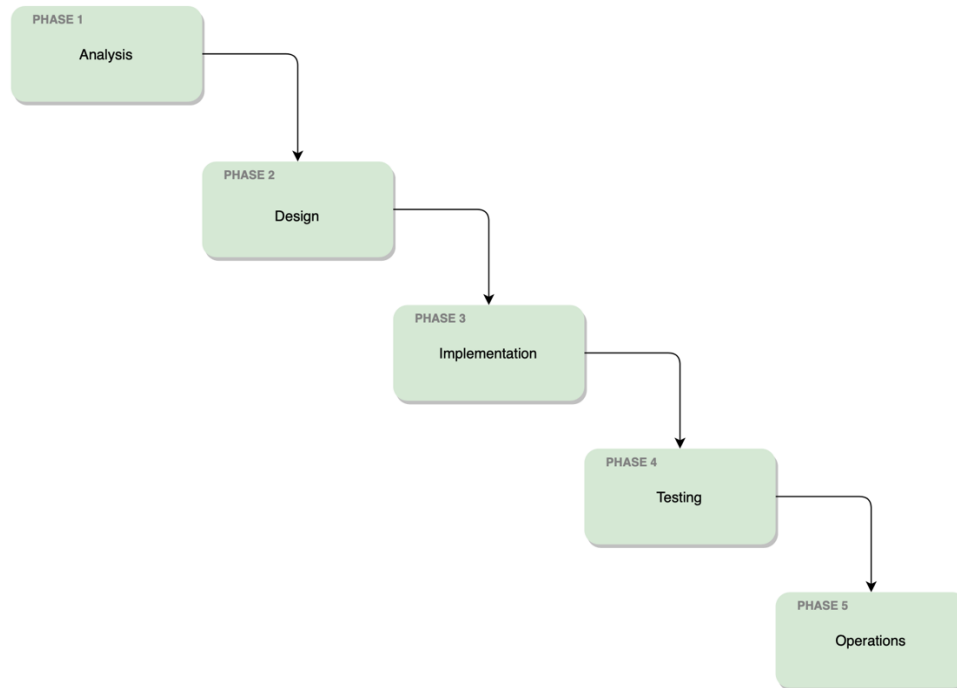 PHASE 1
Analysis
PHASE 2
Design
PHASE 3
Implementation
PHASE 4
Testing
PHASE 5
Operations